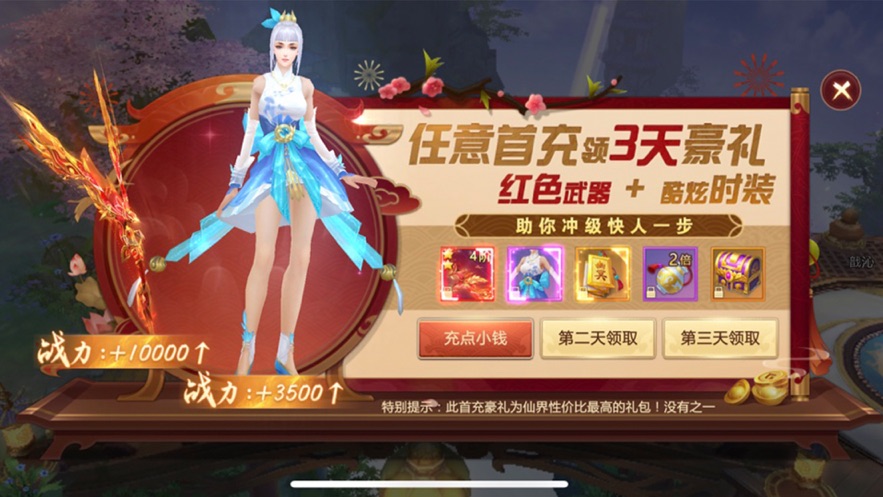 任意首充领3天豪礼
红色武器 + 酷炫时装
助你冲级快人一步
4阶
2倍
戬沁
充点小钱
第二天领取
第三天领取
战力:+10000↑
战力:+3500↑
特别提示：此首充豪礼为仙界性价比最高的礼包！没有之一